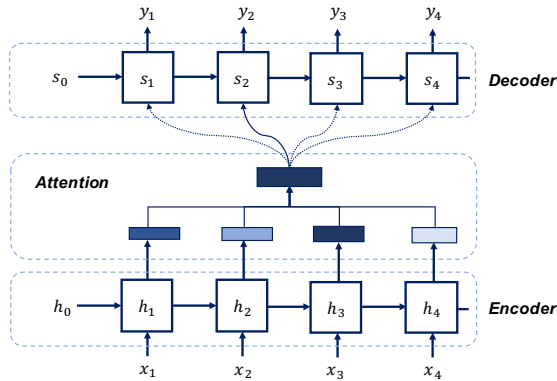 y₁ y₂ y₃ y₄
s₀ s₁ s₂ s₃ s₄ Decoder
Attention
h₀ h₁ h₂ h₃ h₄ Encoder
x₁ x₂ x₃ x₄